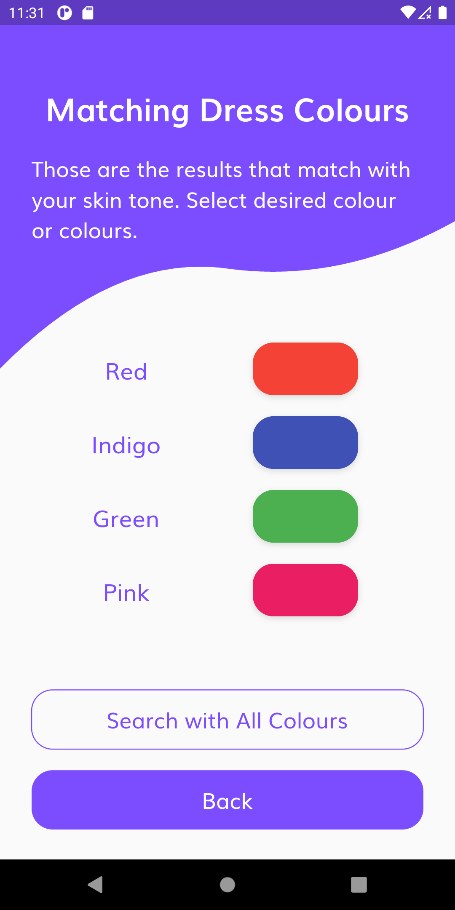 11:31
Matching Dress Colours
Those are the results that match with
your skin tone. Select desired colour
or colours.
Red
Indigo
Green
Pink
Search with All Colours
Back